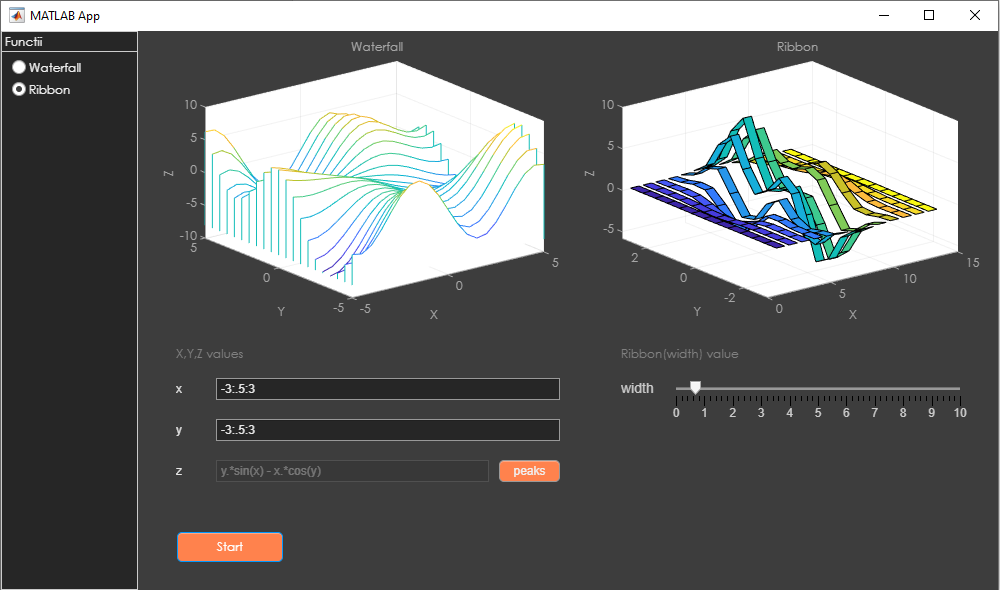 MATLAB App
Functii
Waterfall
Ribbon
Waterfall
10
5
0
-5
-10
Z
5
0
-5
Y
-5
0
5
X
Ribbon
10
5
0
-5
Z
2
0
-2
Y
0
5
10
15
X
X,Y,Z values
x -3:.5:3
y -3:.5:3
z y.*sin(x) - x.*cos(y) peaks
Start
Ribbon(width) value
width
0 1 2 3 4 5 6 7 8 9 10